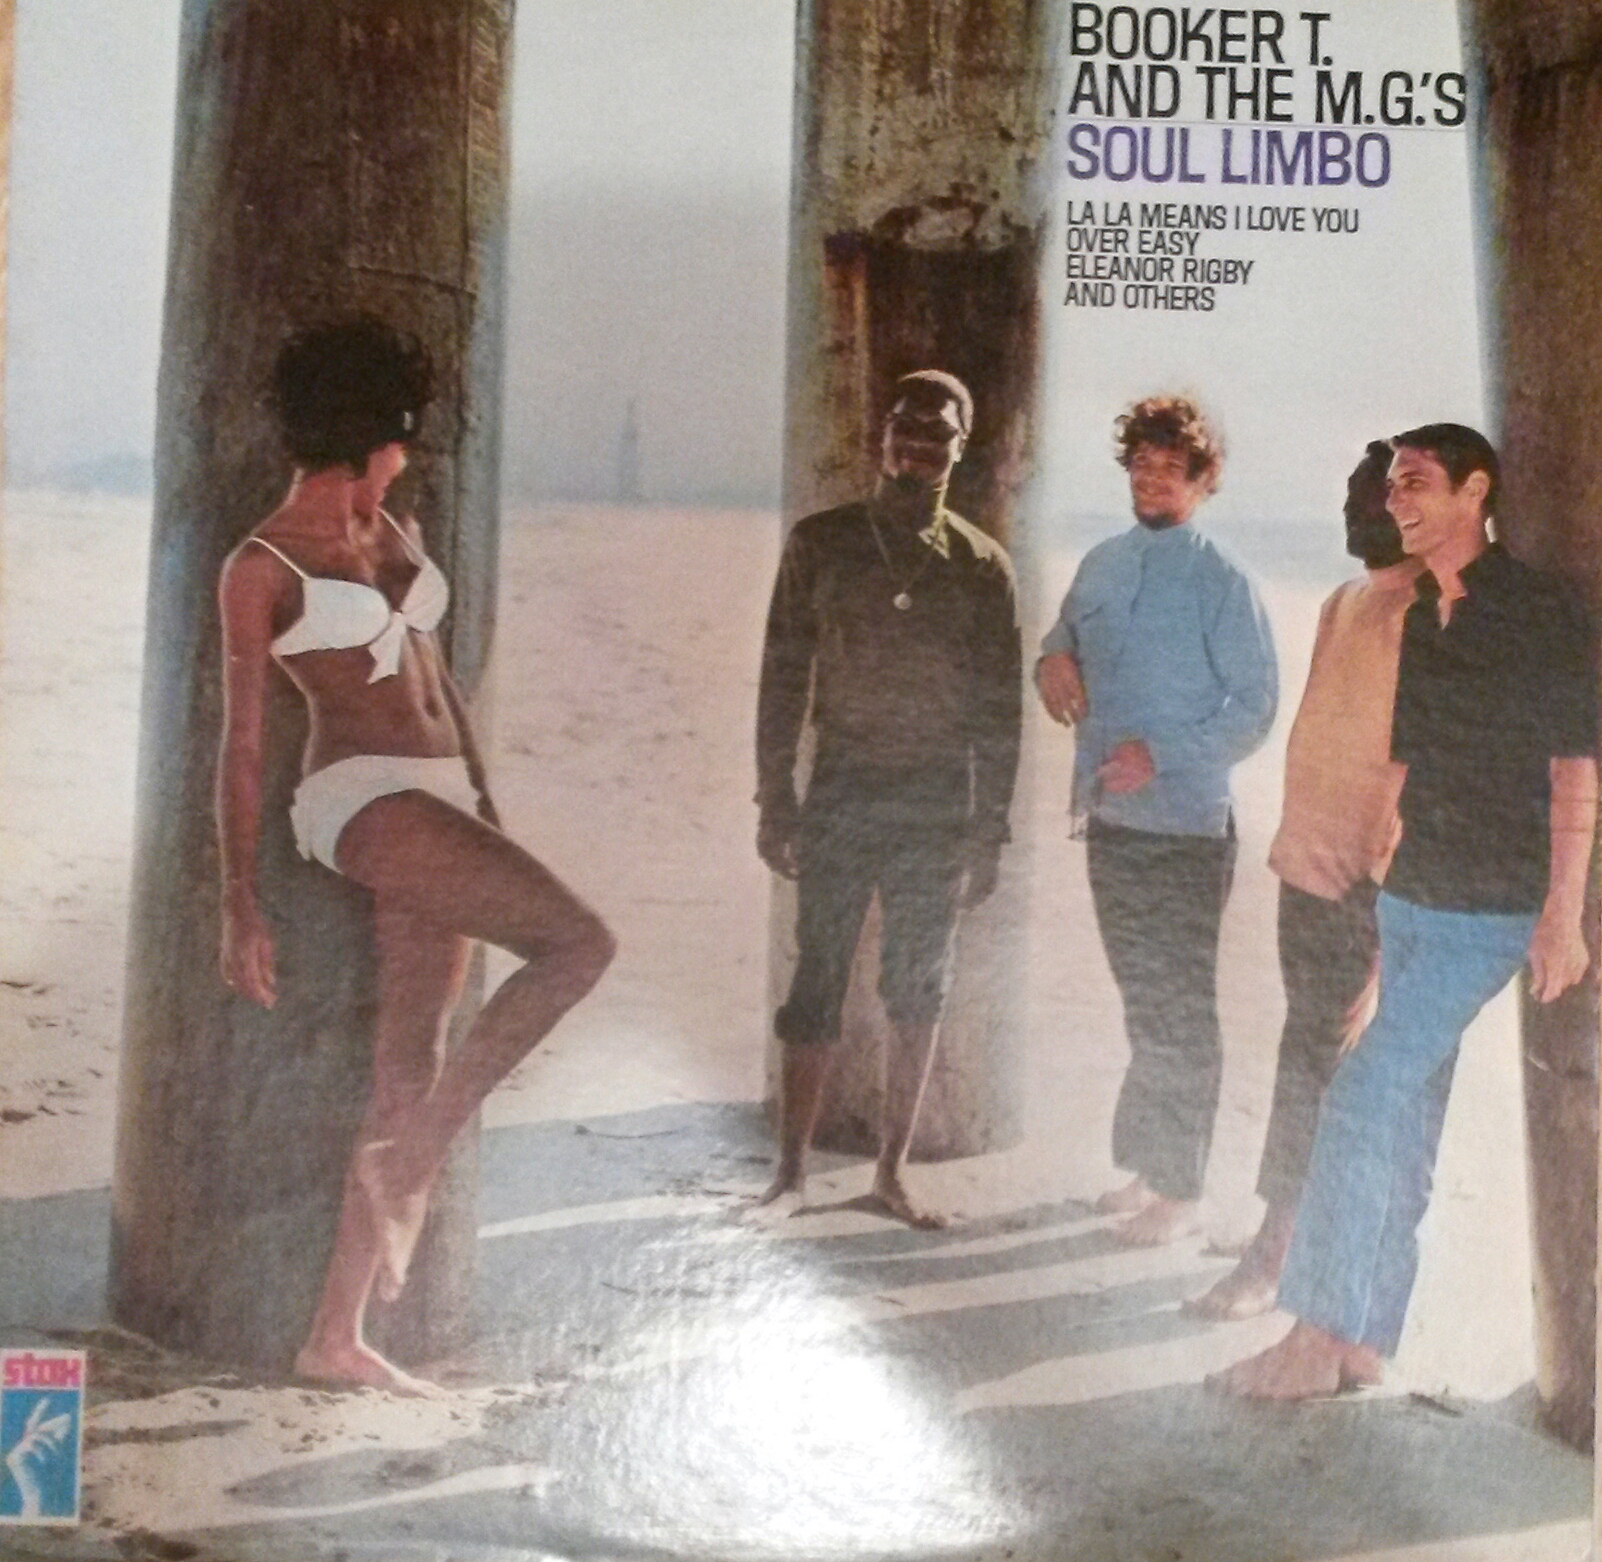 BOOKER T.
AND THE M.G.'S
SOUL LIMBO
LA LA MEANS I LOVE YOU
OVER EASY
ELEANOR RIGBY
AND OTHERS
stax